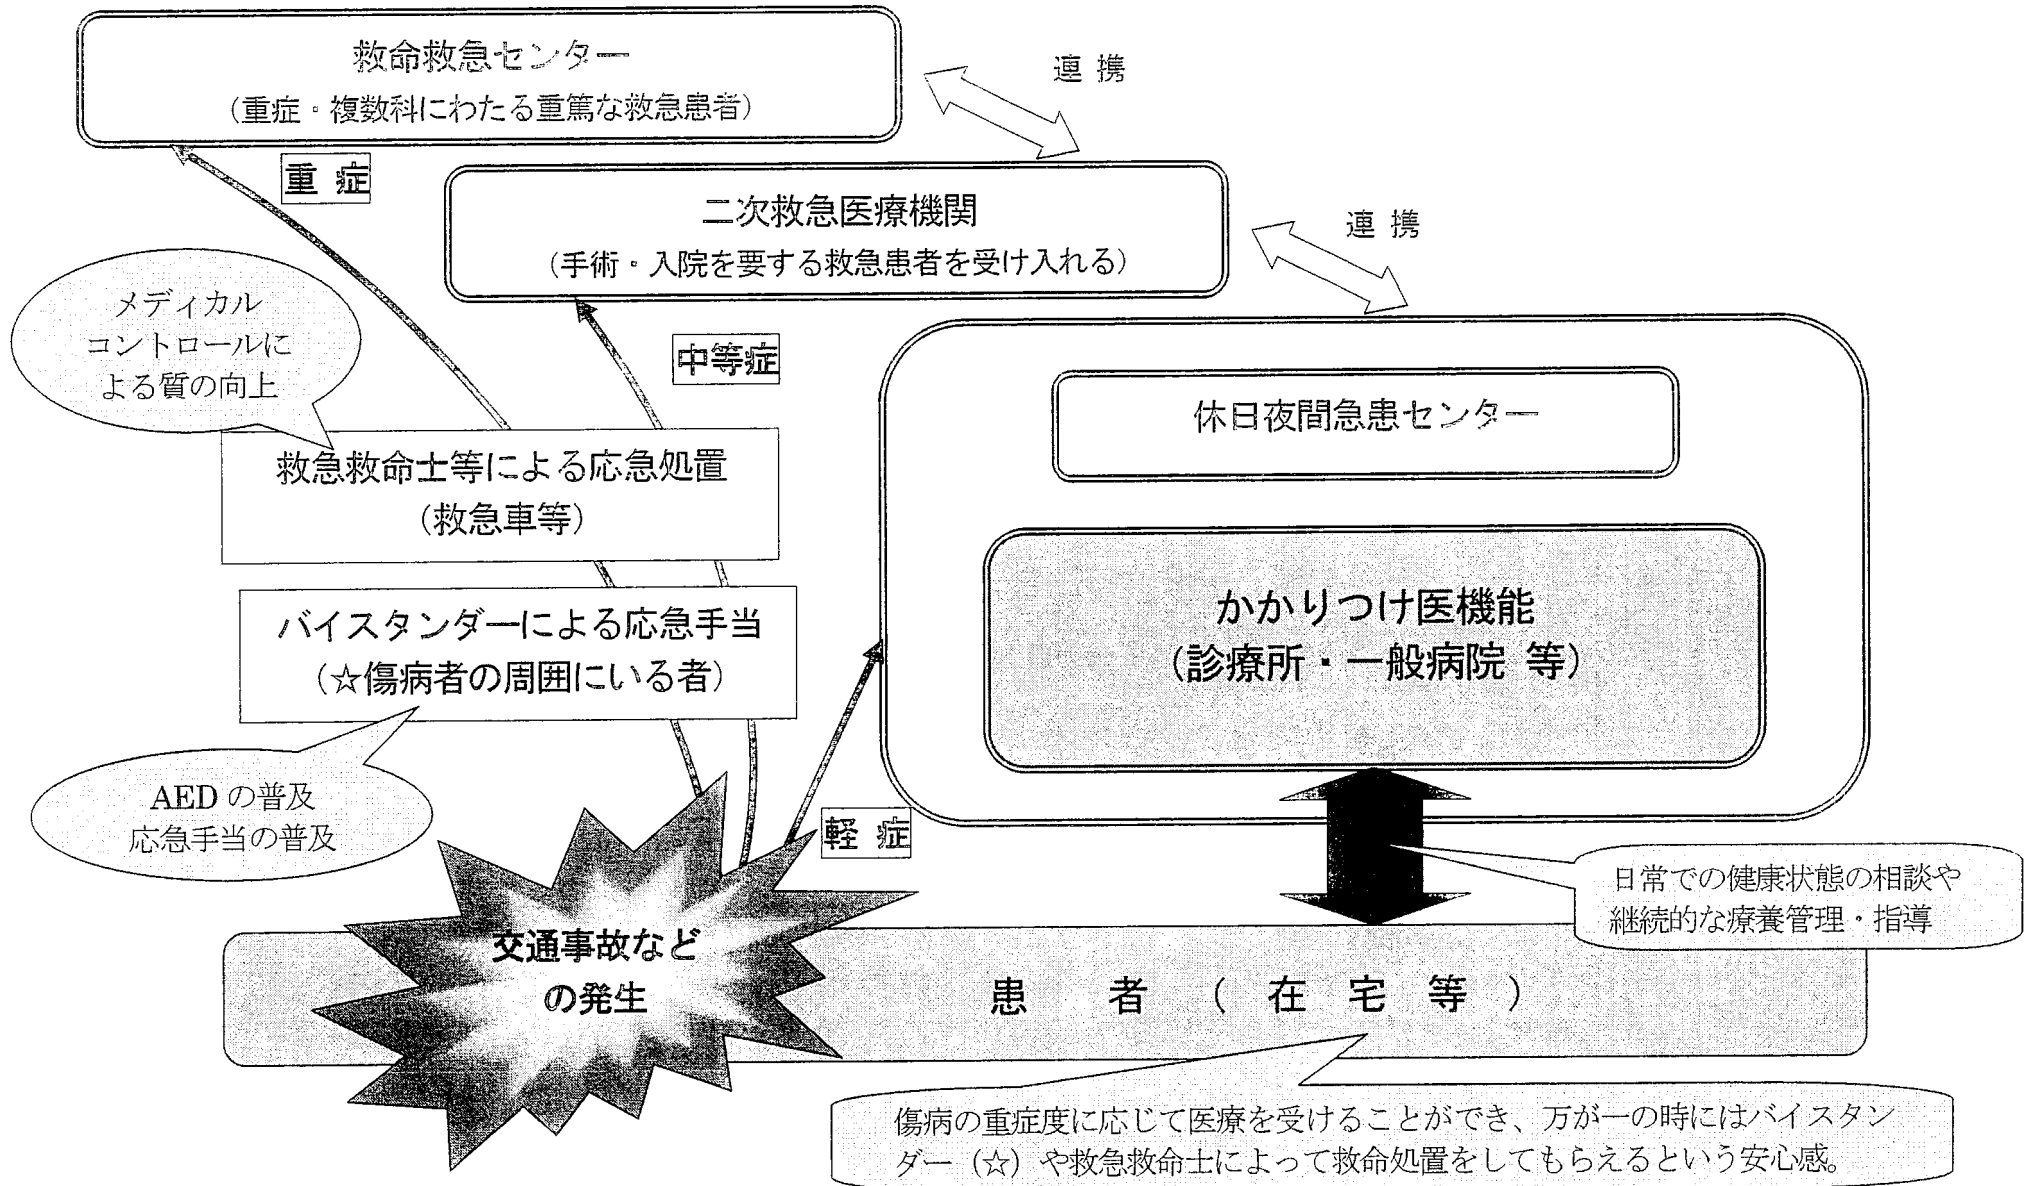 救命救急センター
(重症・複数科にわたる重篤な救急患者)
連 携
重 症
二次救急医療機関
(手術・入院を要する救急患者を受け入れる)
連 携
メディカル
コントロールに
よる質の向上
中等症
休日夜間急患センター
救急救命士等による応急処置
(救急車等)
かかりつけ医機能
(診療所・一般病院 等)
バイスタンダーによる応急手当
(☆傷病者の周囲にいる者)
AED の普及
応急手当の普及
軽 症
日常での健康状態の相談や
継続的な療養管理・指導
交通事故など
の発生
患 者 ( 在 宅 等 )
傷病の重症度に応じて医療を受けることができ、万が一の時にはバイスタン
ダー (☆) や救急救命士によって救命処置をしてもらえるという安心感。